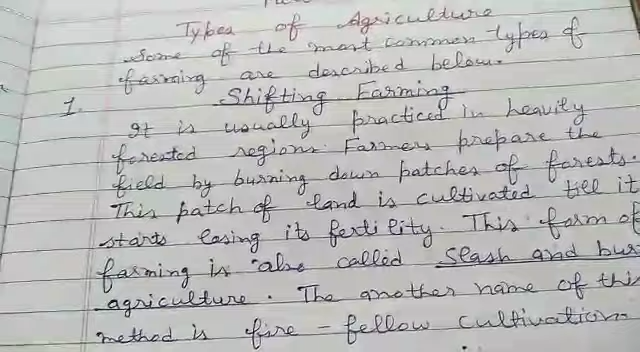 Types of Agriculture
Some of the most common types of
farming are described below.
1. Shifting Farming
It is usually practiced in heavily
forested regions. Farmers prepare the
field by burning down patches of forests.
This patch of land is cultivated till it
starts losing its fertility. This form of
farming is also called slash and bur
agriculture. The another name of this
method is fire - fellow cultivation